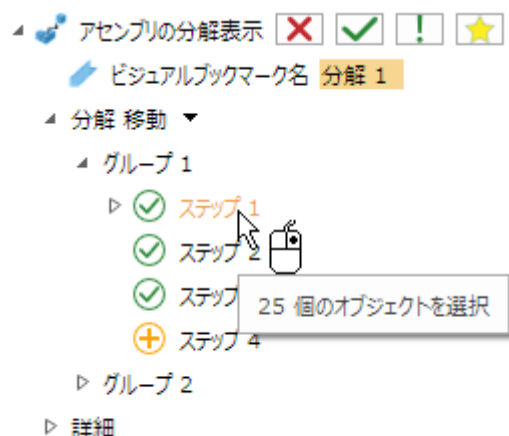 アセンブリの分解表示
ビジュアルブックマーク名 分解 1
分解 移動
グループ 1
ステップ 1
ステップ 2
ステップ
25 個のオブジェクトを選択
ステップ 4
グループ 2
詳細